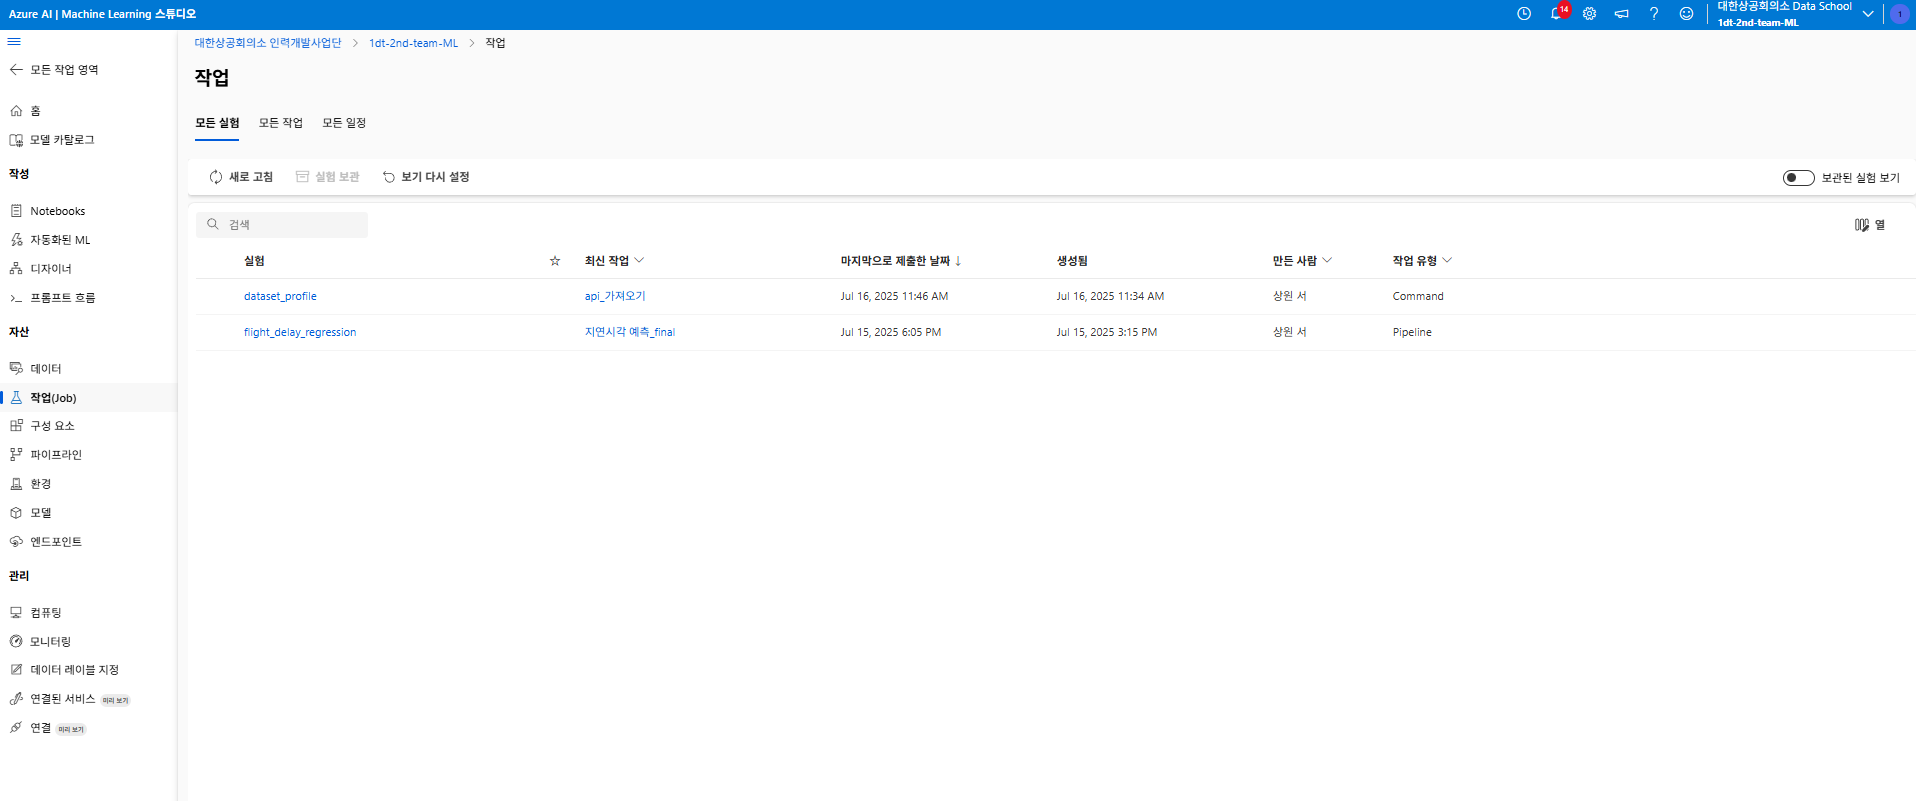 Azure AI | Machine Learning 스튜디오
14
대한상공회의소 Data School
1dt-2nd-team-ML
1
모든 작업 영역
홈
모델 카탈로그
작성
Notebooks
자동화된 ML
디자이너
프롬프트 흐름
자산
데이터
작업(Job)
구성 요소
파이프라인
환경
모델
엔드포인트
관리
컴퓨팅
모니터링
데이터 레이블 지정
연결된 서비스 미리 보기
연결 미리 보기
대한상공회의소 인력개발사업단 > 1dt-2nd-team-ML > 작업
작업
모든 실험 모든 작업 모든 일정
새로 고침 실험 보관 보기 다시 설정 보관된 실험 보기
검색 열
실험 최신 작업 마지막으로 제출한 날짜 ↓ 생성됨 만든 사람 작업 유형
dataset_profile api_가져오기 Jul 16, 2025 11:46 AM Jul 16, 2025 11:34 AM 상원 서 Command
flight_delay_regression 지연시각 예측_final Jul 15, 2025 6:05 PM Jul 15, 2025 3:15 PM 상원 서 Pipeline